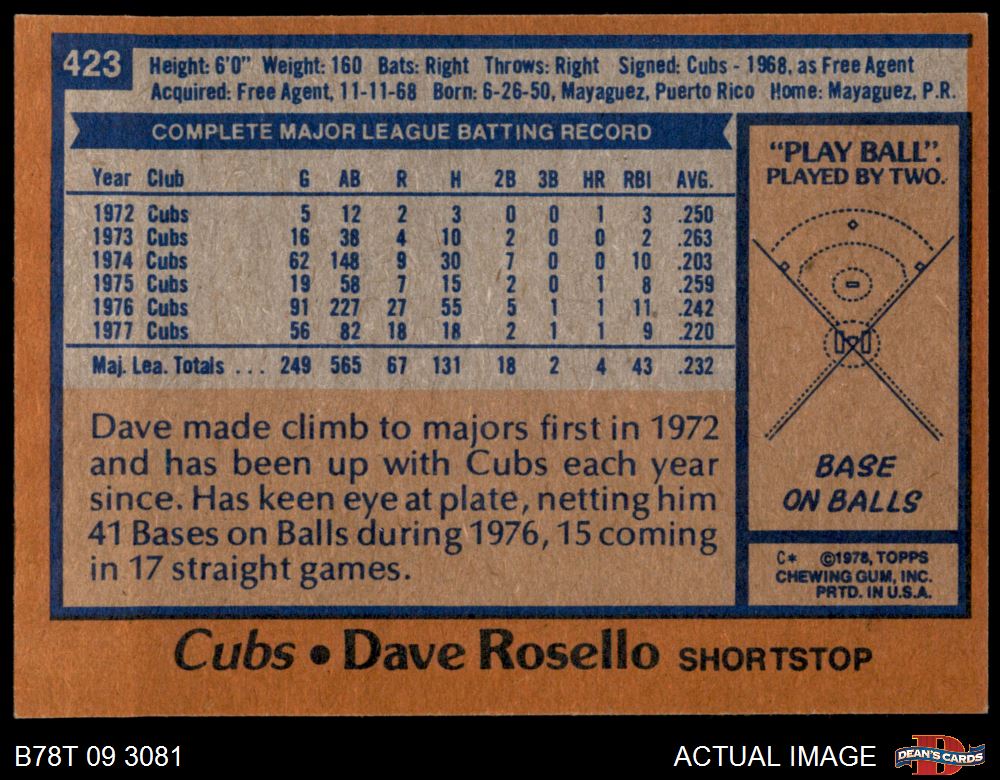 423
Height: 6'0" Weight: 160 Bats: Right Throws: Right Signed: Cubs - 1968, as Free Agent
Acquired: Free Agent, 11-11-68 Born: 6-26-50, Mayaguez, Puerto Rico Home: Mayaguez, P.R.
COMPLETE MAJOR LEAGUE BATTING RECORD
Year Club G AB R H 2B 3B HR RBI AVG.
1972 Cubs 5 12 2 3 0 0 1 3 .250
1973 Cubs 16 38 4 10 2 0 0 2 .263
1974 Cubs 62 148 9 30 7 0 0 10 .203
1975 Cubs 19 58 7 15 2 0 1 8 .259
1976 Cubs 91 227 27 55 5 1 1 11 .242
1977 Cubs 56 82 18 18 2 1 1 9 .220
Maj. Lea. Totals . . . 249 565 67 131 18 2 4 43 .232
Dave made climb to majors first in 1972
and has been up with Cubs each year
since. Has keen eye at plate, netting him
41 Bases on Balls during 1976, 15 coming
in 17 straight games.
"PLAY BALL".
PLAYED BY TWO.
BASE
ON BALLS
C* ©1978, TOPPS
CHEWING GUM, INC.
PRTD. IN U.S.A.
Cubs • Dave Rosello SHORTSTOP
B78T 09 3081
ACTUAL IMAGE
DEAN'S CARDS